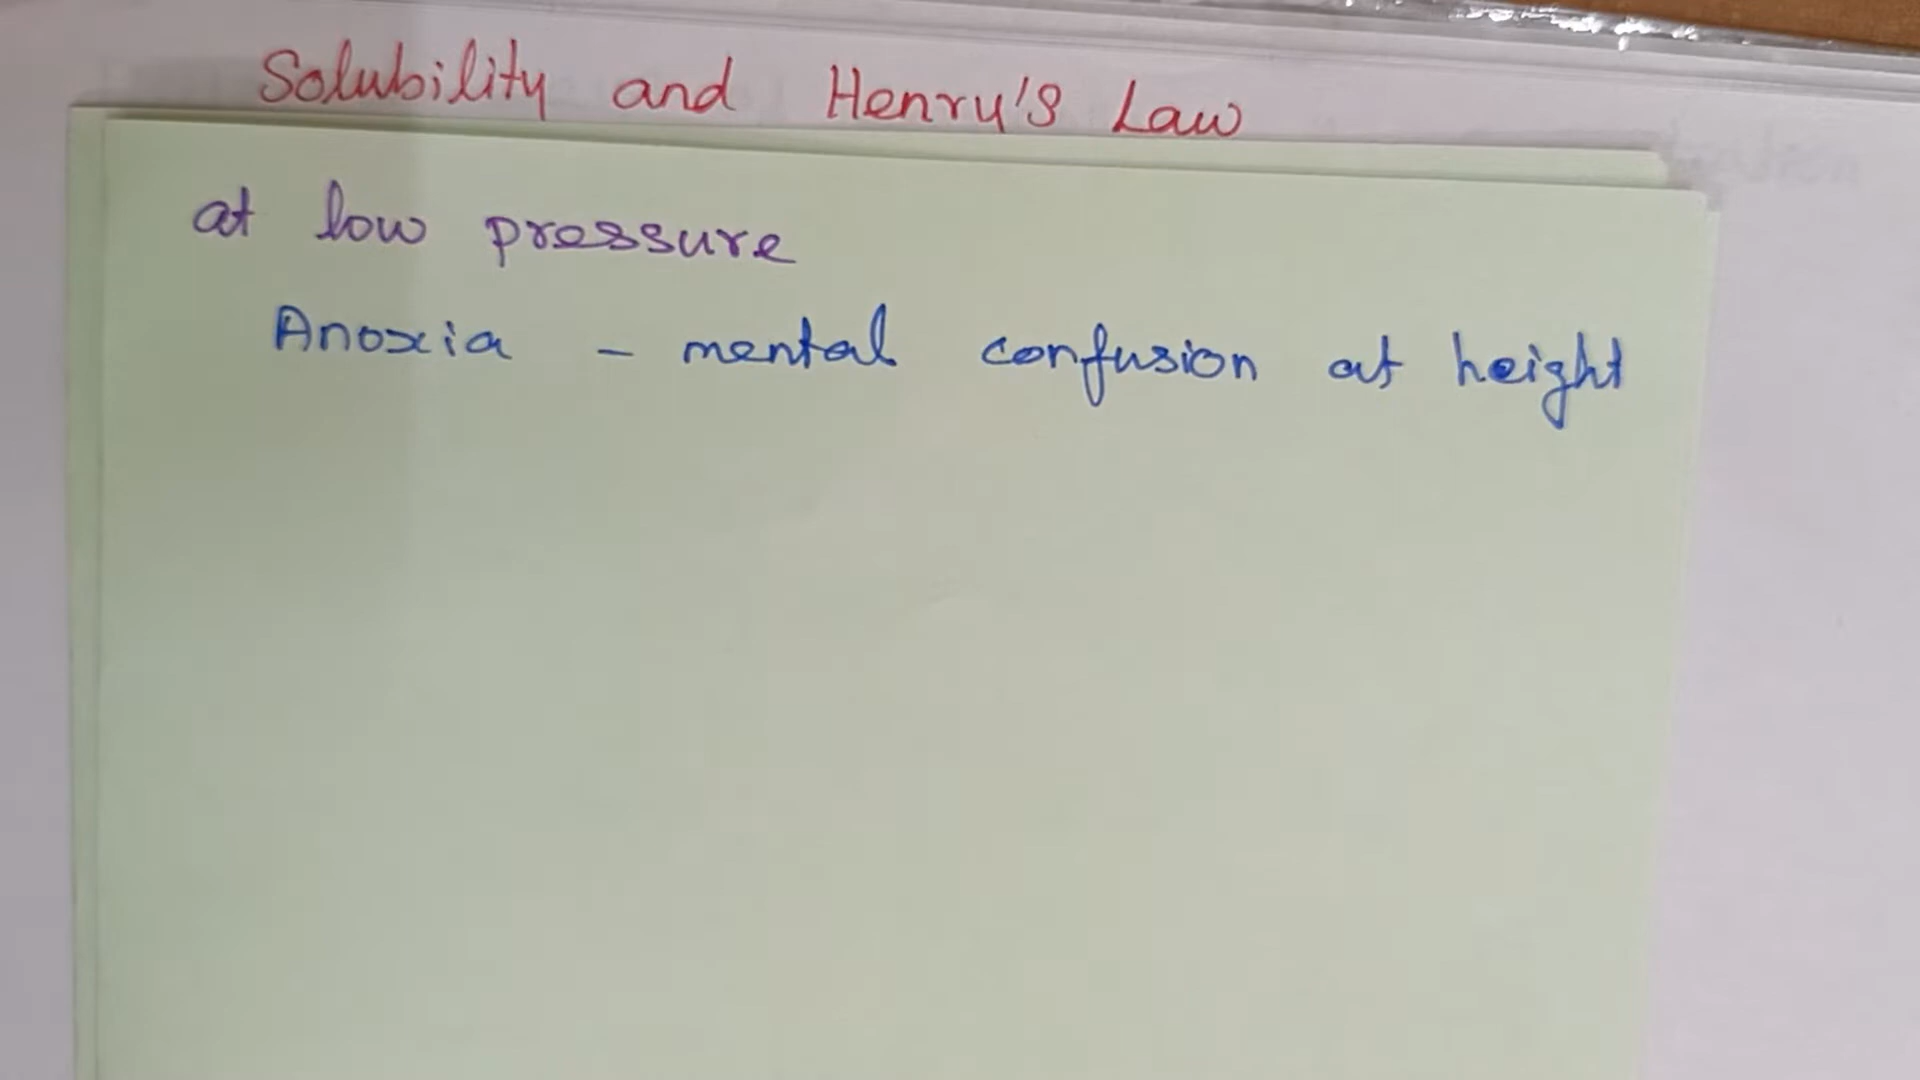 Solubility and Henry's Law
at low pressure
Anoxia - mental confusion at height